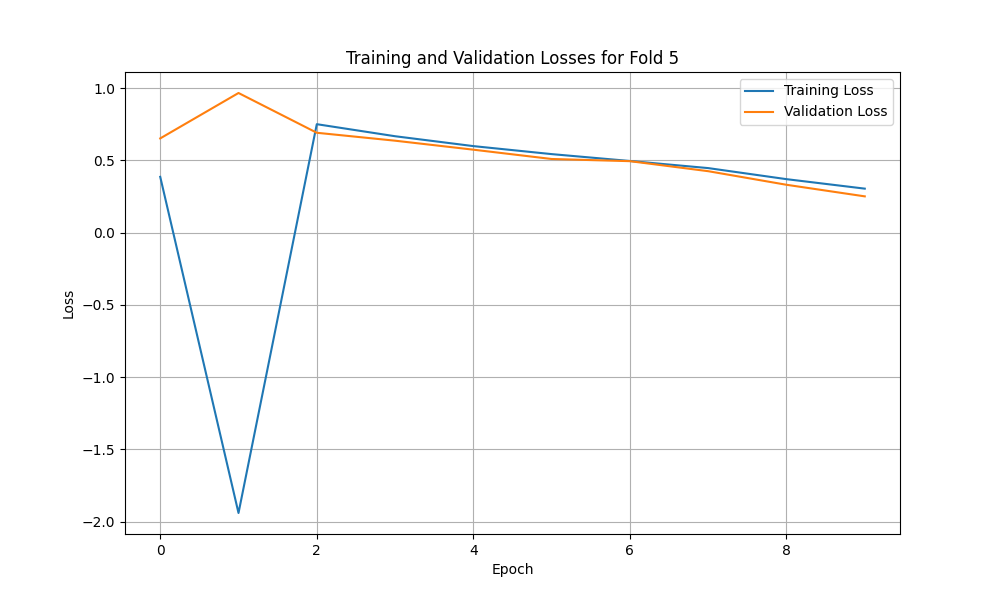 Training and Validation Losses for Fold 5
Training Loss
Validation Loss
1.0
0.5
0.0
−0.5
−1.0
−1.5
−2.0
Loss
0 2 4 6 8
Epoch